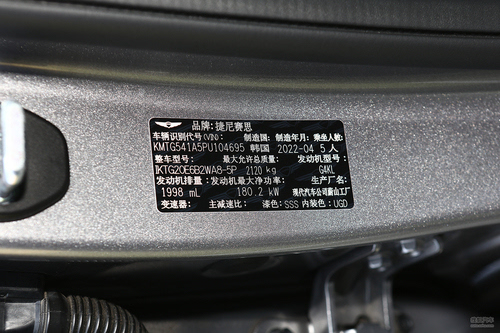 品牌:捷尼赛思
车辆识别代号(VIN): 制造国: 制造年月: 乘坐人数:
KMTG541A5PU104695 韩国 2022-04 5人
整车型号: 最大允许总质量: 发动机型号:
IKTG20E6B2WA8-5P 2120 kg G4KL
发动机排量: 发动机最大净功率: 生产厂名:
1998 mL 180.2 kW 现代汽车公司蔚山工厂
变速器: 主减速比: 漆色:SSS 内装色:UGD